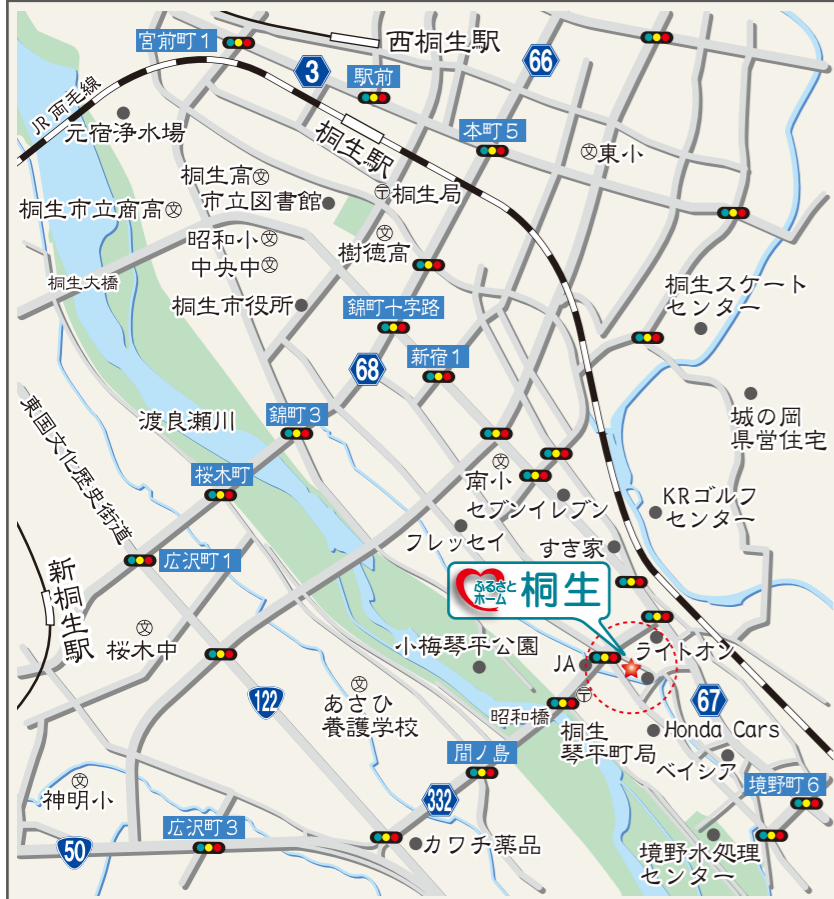 宮前町1
西桐生駅
3
駅前
66
JR両毛線
元宿浄水場
桐生駅
本町5
東小
文
桐生高文
市立図書館
〒桐生局
桐生市立商高文
文
樹徳高
昭和小文
中央中文
桐生大橋
桐生市役所
錦町十字路
桐生スケート
センター
68
新宿1
東国文化歴史街道
渡良瀬川
錦町3
城の岡
県営住宅
桜木町
文
南小
セブンイレブン
KRゴルフ
センター
フレッセイ
すき家
広沢町1
新桐生駅
ふるさと
ホーム
桐生
文
桜木中
小梅琴平公園
JA
ライトオン
122
文
あさひ
養護学校
昭和橋
〒
桐生
琴平町局
67
Honda Cars
ベイシア
間ノ島
332
境野町6
文
神明小
広沢町3
50
カワチ薬品
境野水処理
センター